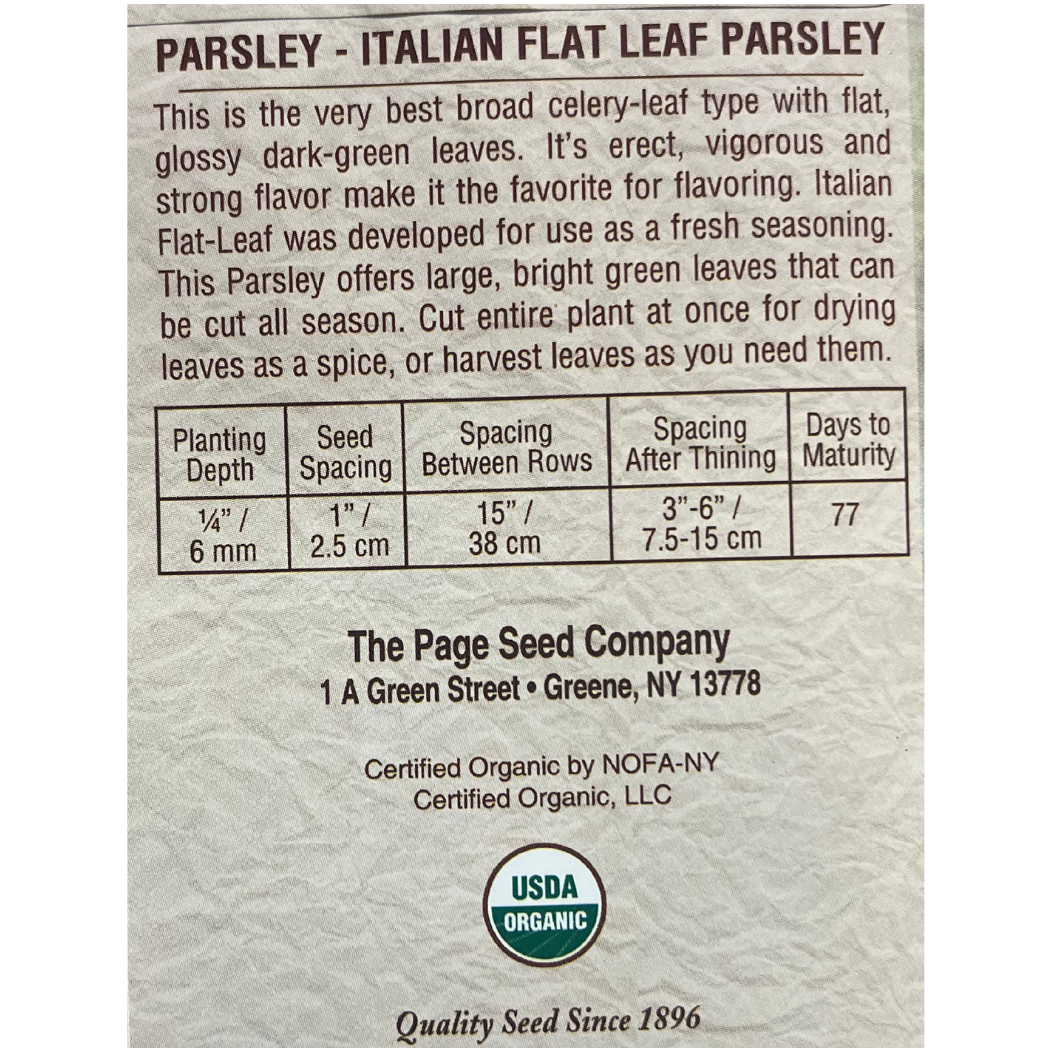 PARSLEY - ITALIAN FLAT LEAF PARSLEY
This is the very best broad celery-leaf type with flat,
glossy dark-green leaves. It's erect, vigorous and
strong flavor make it the favorite for flavoring. Italian
Flat-Leaf was developed for use as a fresh seasoning.
This Parsley offers large, bright green leaves that can
be cut all season. Cut entire plant at once for drying
leaves as a spice, or harvest leaves as you need them.
Planting Depth
Seed Spacing
Spacing Between Rows
Spacing After Thining
Days to Maturity
¼” / 6 mm
1” / 2.5 cm
15” / 38 cm
3”-6” / 7.5-15 cm
77
The Page Seed Company
1 A Green Street • Greene, NY 13778
Certified Organic by NOFA-NY
Certified Organic, LLC
USDA
ORGANIC
Quality Seed Since 1896